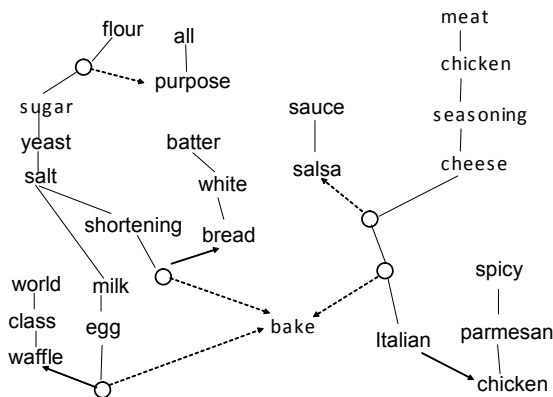 flour
all
purpose
sugar
yeast
salt
batter
white
bread
shortening
world
class
waffle
milk
egg
bake
sauce
salsa
meat
chicken
seasoning
cheese
Italian
spicy
parmesan
chicken